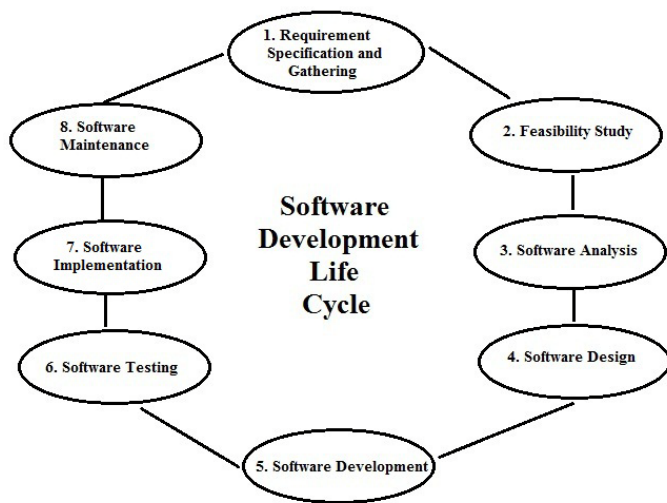 1. Requirement
Specification and
Gathering
2. Feasibility Study
3. Software Analysis
4. Software Design
5. Software Development
6. Software Testing
7. Software
Implementation
8. Software
Maintenance
Software
Development
Life
Cycle